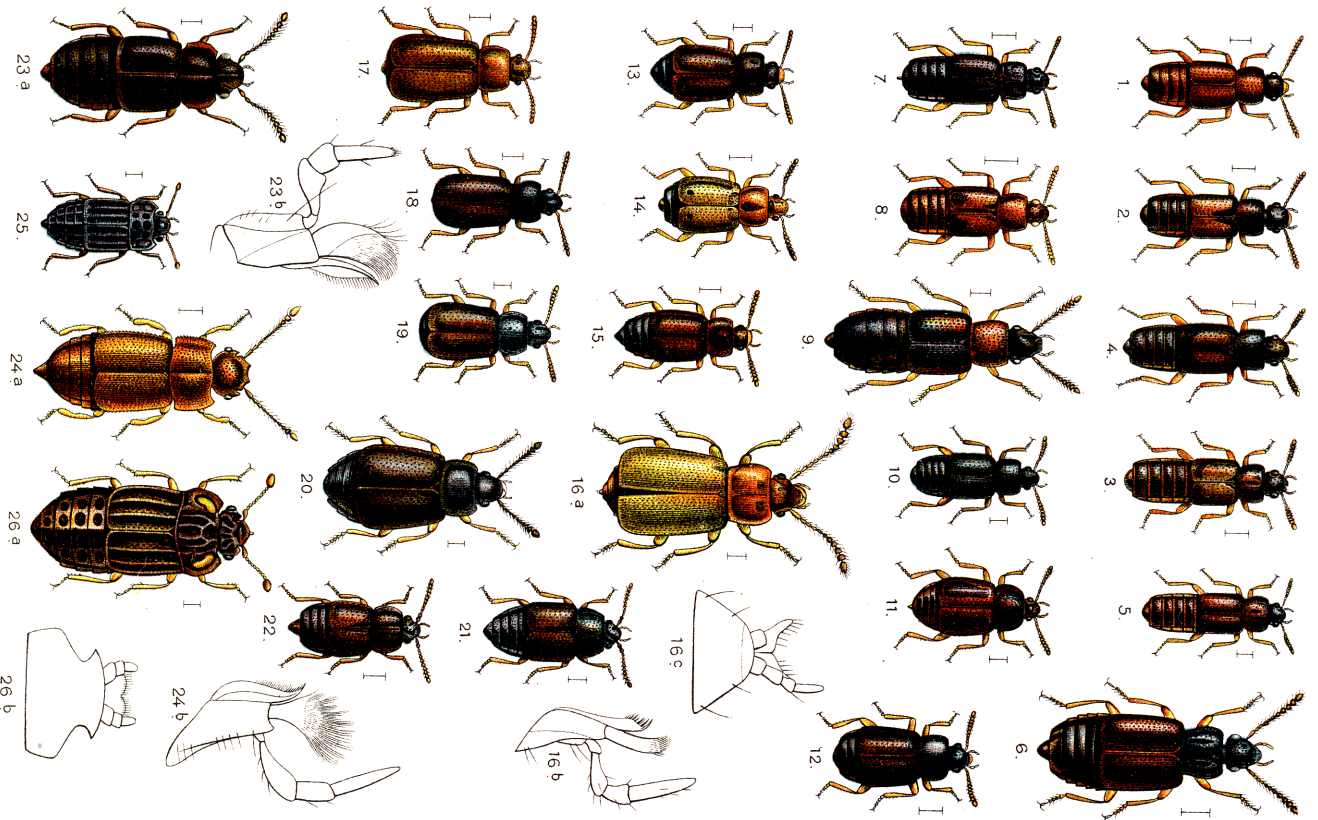 1.
2.
4.
3.
5.
6.
7.
8.
9.
10.
11.
12.
13.
14.
15.
16.a
16.c
16.b
17.
18.
19.
20.
21.
22.
23.a
23.b
24.a
24.b
25.
26.a
26.b